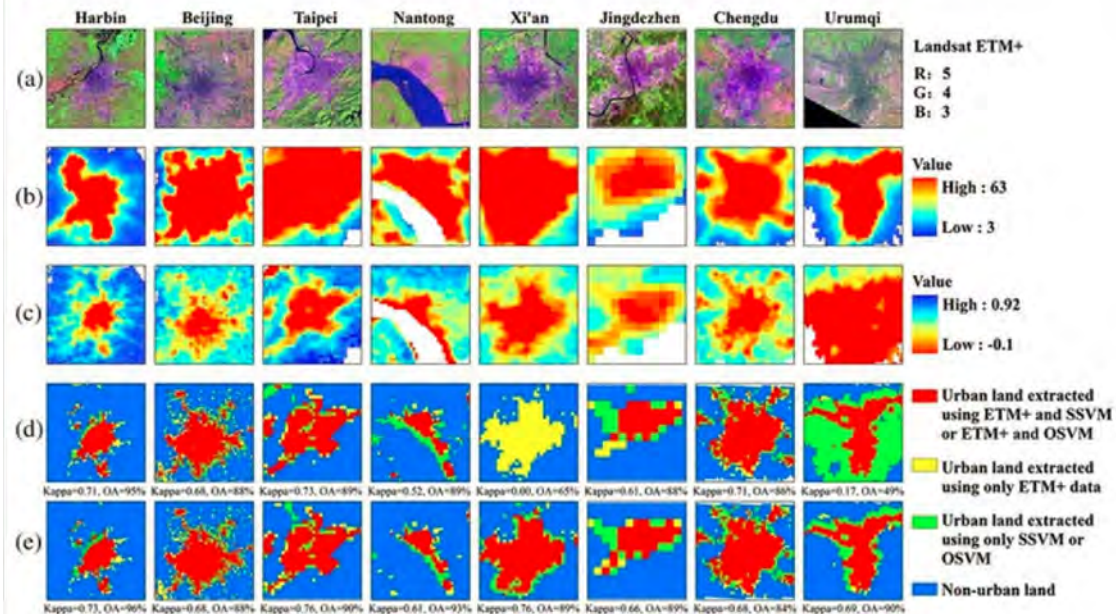 Harbin Beijing Taipei Nantong Xi'an Jingdezhen Chengdu Urumqi
(a)
Landsat ETM+
R: 5
G: 4
B: 3
(b)
Value
High : 63
Low : 3
(c)
Value
High : 0.92
Low : -0.1
(d)
Urban land extracted
using ETM+ and SSVM
or ETM+ and OSVM
Urban land extracted
using only ETM+ data
Kappa=0.71, OA=95% Kappa=0.68, OA=88% Kappa=0.73, OA=89% Kappa=0.52, OA=89% Kappa=0.00, OA=65% Kappa=0.61, OA=88% Kappa=0.71, OA=86% Kappa=0.17, OA=49%
(e)
Urban land extracted
using only SSVM or
OSVM
Non-urban land
Kappa=0.73, OA=96% Kappa=0.68, OA=88% Kappa=0.76, OA=90% Kappa=0.61, OA=93% Kappa=0.76, OA=89% Kappa=0.66, OA=89% Kappa=0.68, OA=84% Kappa=0.69, OA=90%